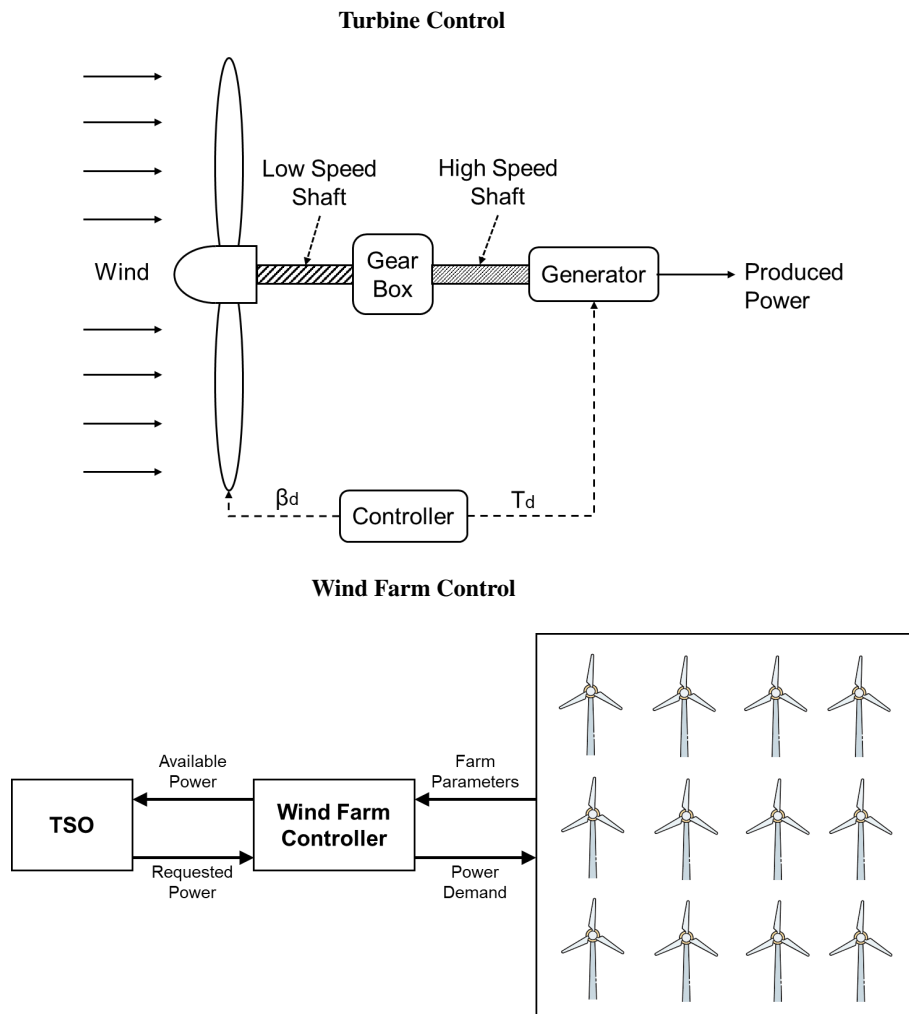 Turbine Control
Low Speed
Shaft
High Speed
Shaft
Wind
Gear
Box
Generator
Produced
Power
βd
Controller
Td
Wind Farm Control
Available
Power
Farm
Parameters
TSO
Wind Farm
Controller
Requested
Power
Power
Demand